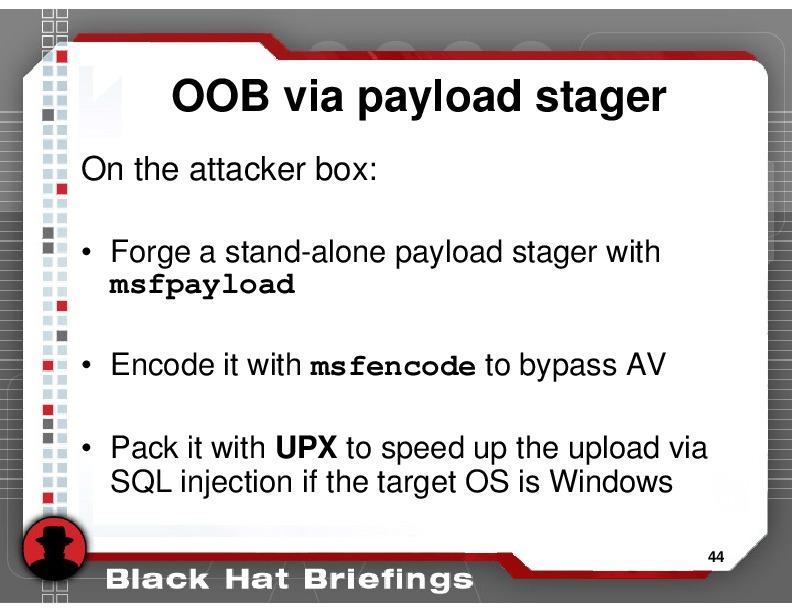 OOB via payload stager
On the attacker box:
• Forge a stand-alone payload stager with
msfpayload
• Encode it with msfencode to bypass AV
• Pack it with UPX to speed up the upload via
SQL injection if the target OS is Windows
44
Black Hat Briefings